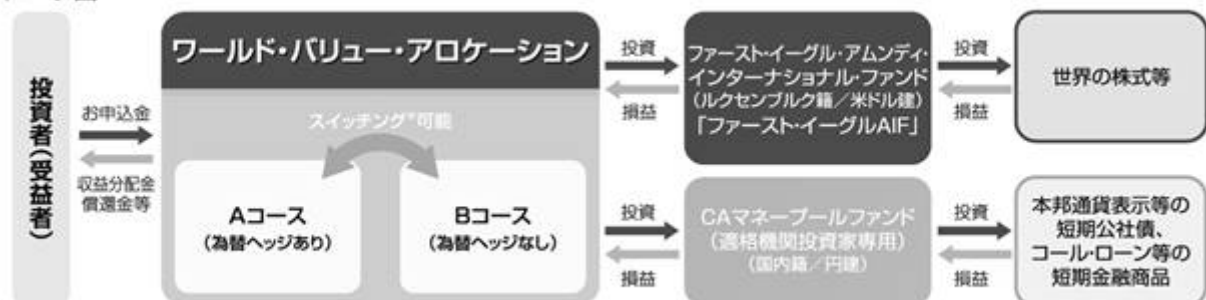 投資者(受益者)
お申込金
収益分配金
償還金等
ワールド・バリュー・アロケーション
スイッチング*可能
Aコース
(為替ヘッジあり)
Bコース
(為替ヘッジなし)
投資
損益
ファースト・イーグル・アムンディ・
インターナショナル・ファンド
(ルクセンブルク籍/米ドル建)
「ファースト・イーグルAIF」
投資
損益
世界の株式等
投資
損益
CAマネープールファンド
(適格機関投資家専用)
(国内籍/円建)
投資
損益
本邦通貨表示等の
短期公社債、
コール・ローン等の
短期金融商品